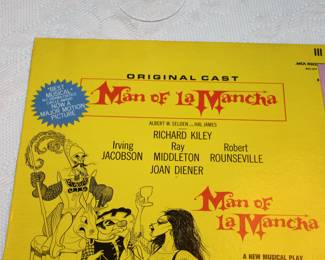 ORIGINAL CAST
"BEST MUSICAL"
NOW A
MAJOR MOTION
PICTURE
Man of La Mancha
ALBERT W. SELDEN and HAL JAMES
RICHARD KILEY
Irving Ray Robert
JACOBSON MIDDLETON ROUNSEVILLE
JOAN DIENER
Man of
La Mancha
A NEW MUSICAL PLAY